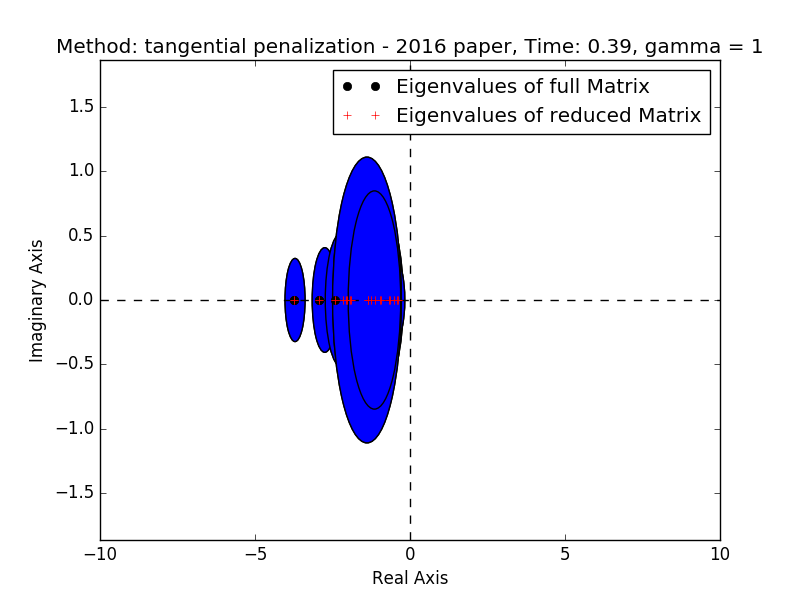 Method: tangential penalization - 2016 paper, Time: 0.39, gamma = 1
Eigenvalues of full Matrix
Eigenvalues of reduced Matrix
1.5
1.0
0.5
0.0
−0.5
−1.0
−1.5
Imaginary Axis
−10
−5
0
5
10
Real Axis